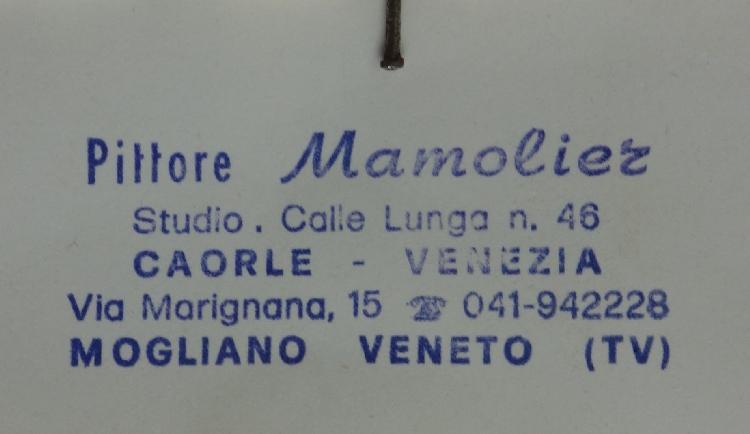 Pittore Mamolier
Studio. Calle Lunga n. 46
CAORLE - VENEZIA
Via Marignana, 15 ☎ 041-942228
MOGLIANO VENETO (TV)